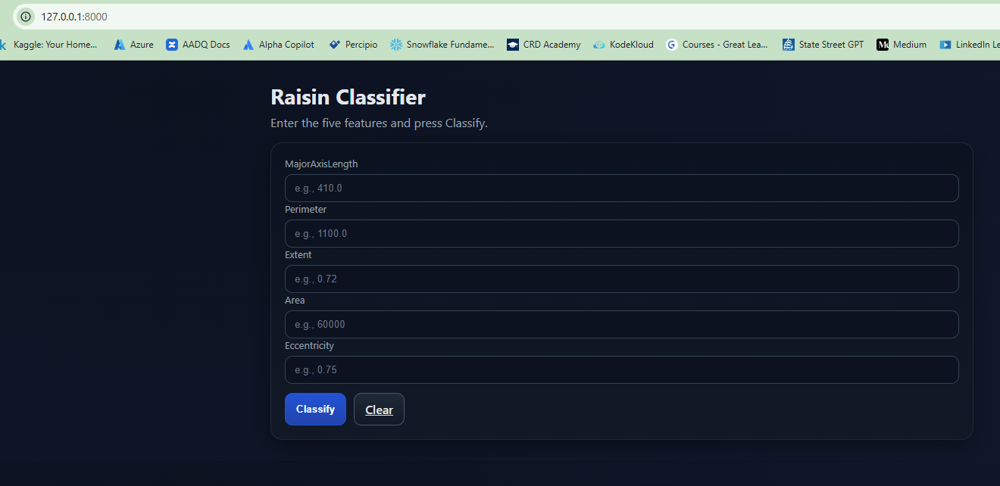 127.0.0.1:8000
Kaggle: Your Home... Azure AADQ Docs Alpha Copilot Percipio Snowflake Fundame... CRD Academy KodeKloud Courses - Great Lea... State Street GPT Medium LinkedIn Le
Raisin Classifier
Enter the five features and press Classify.
MajorAxisLength
e.g., 410.0
Perimeter
e.g., 1100.0
Extent
e.g., 0.72
Area
e.g., 60000
Eccentricity
e.g., 0.75
Classify Clear